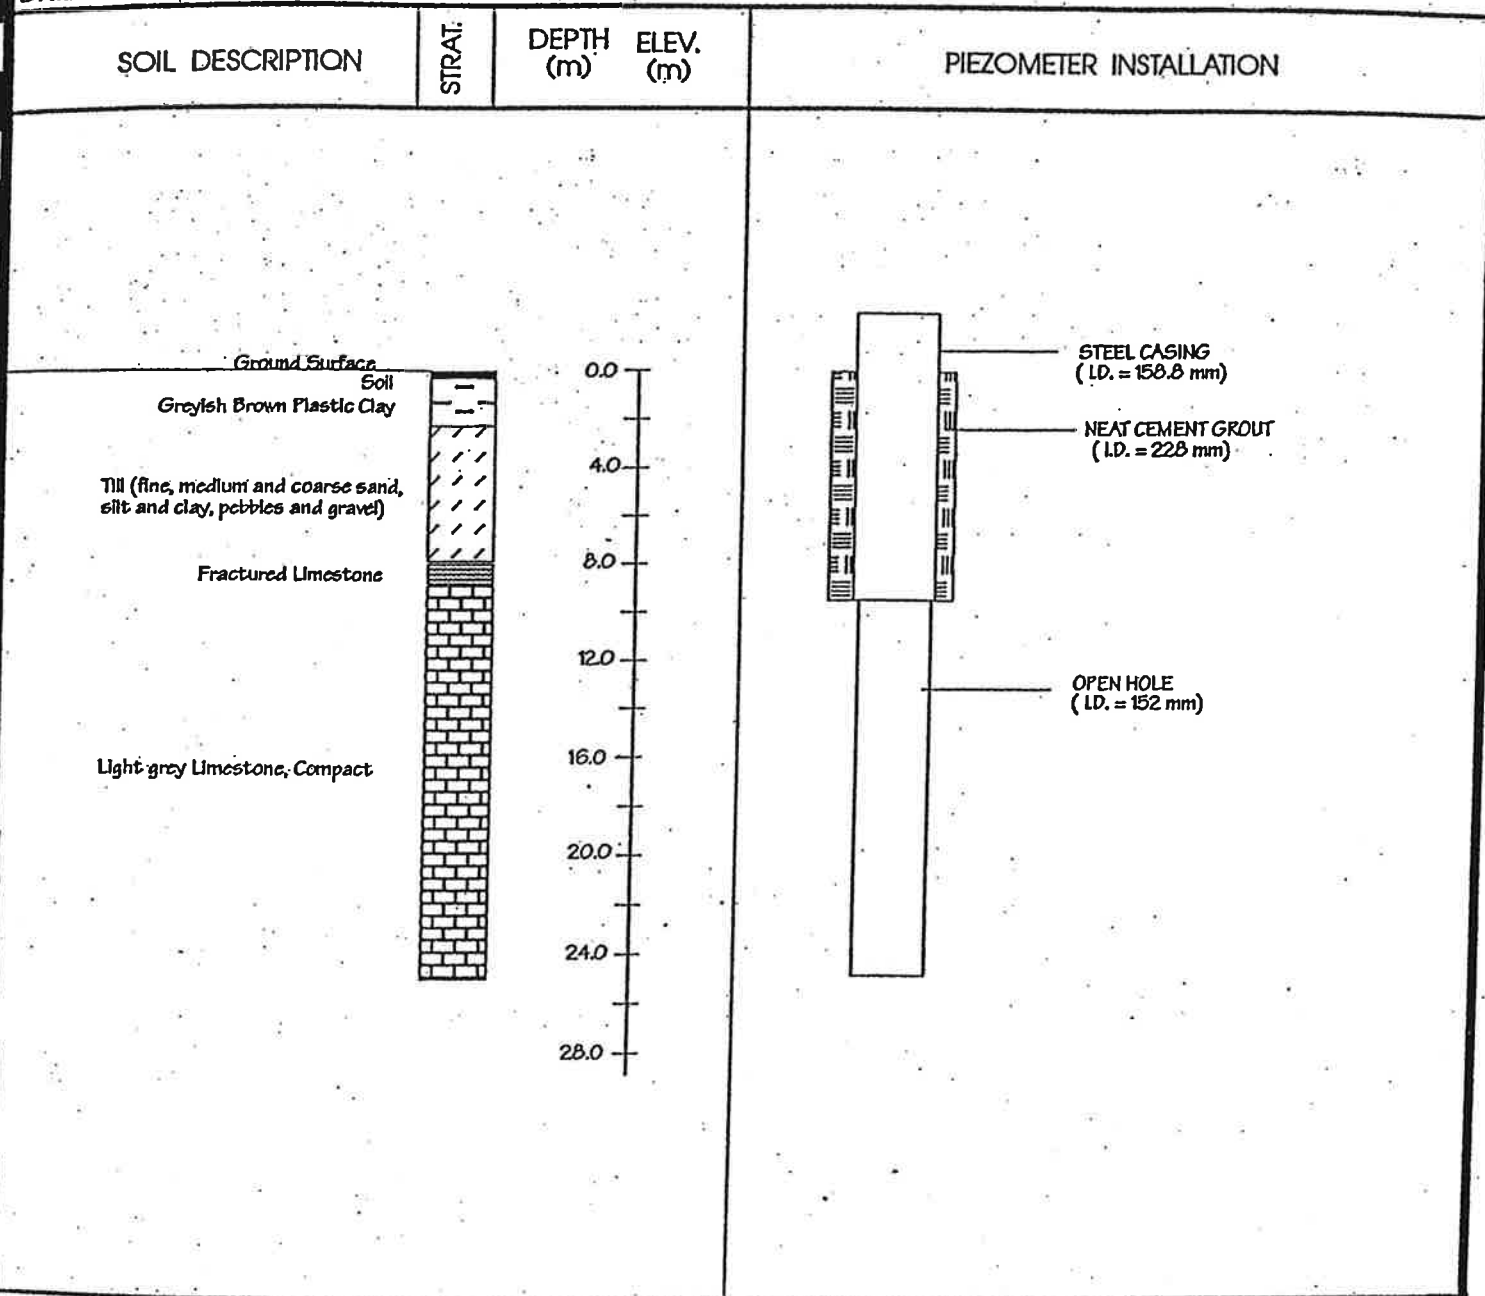 SOIL DESCRIPTION
STRAT.
DEPTH (m)
ELEV. (m)
PIEZOMETER INSTALLATION
Ground Surface
Soil
Greyish Brown Plastic Clay
Till (fine, medium and coarse sand,
silt and clay, pebbles and gravel)
Fractured Limestone
Light grey Limestone, Compact
0.0
4.0
8.0
12.0
16.0
20.0
24.0
28.0
STEEL CASING
( I.D. = 158.8 mm)
NEAT CEMENT GROUT
( I.D. = 228 mm)
OPEN HOLE
( I.D. = 152 mm)